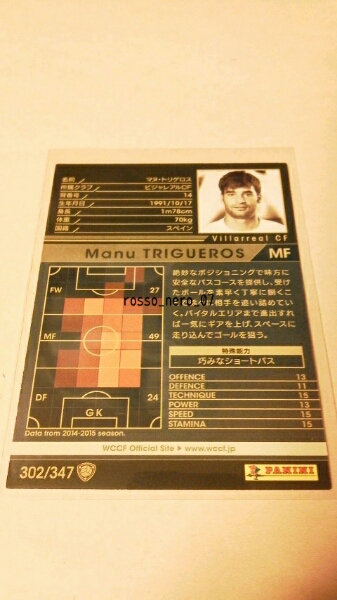 名前 マヌ・トリゲロス
所属クラブ ビジャレアルCF
背番号 14
生年月日 1991/10/17
身長 1m78cm
体重 70kg
国籍 スペイン
Villarreal CF
Manu TRIGUEROS MF
FW 27
MF 49
DF 24
GK
Data from 2014-2015 season.
絶妙なポジショニングで味方に
安全なパスコースを提供し、受け
たボールを素早く丁寧に捌くこ
相手を追い詰めてい
く。バイタルエリアまで進出すれ
ば一気にギアを上げ、スペースに
走り込んでゴールを狙う。
rosso_nero_07
特殊能力
巧みなショートパス
OFFENCE 13
DEFENCE 11
TECHNIQUE 15
POWER 13
SPEED 15
STAMINA 15
WCCF Official Site ▶ www.wccf.jp
302/347
PANINI